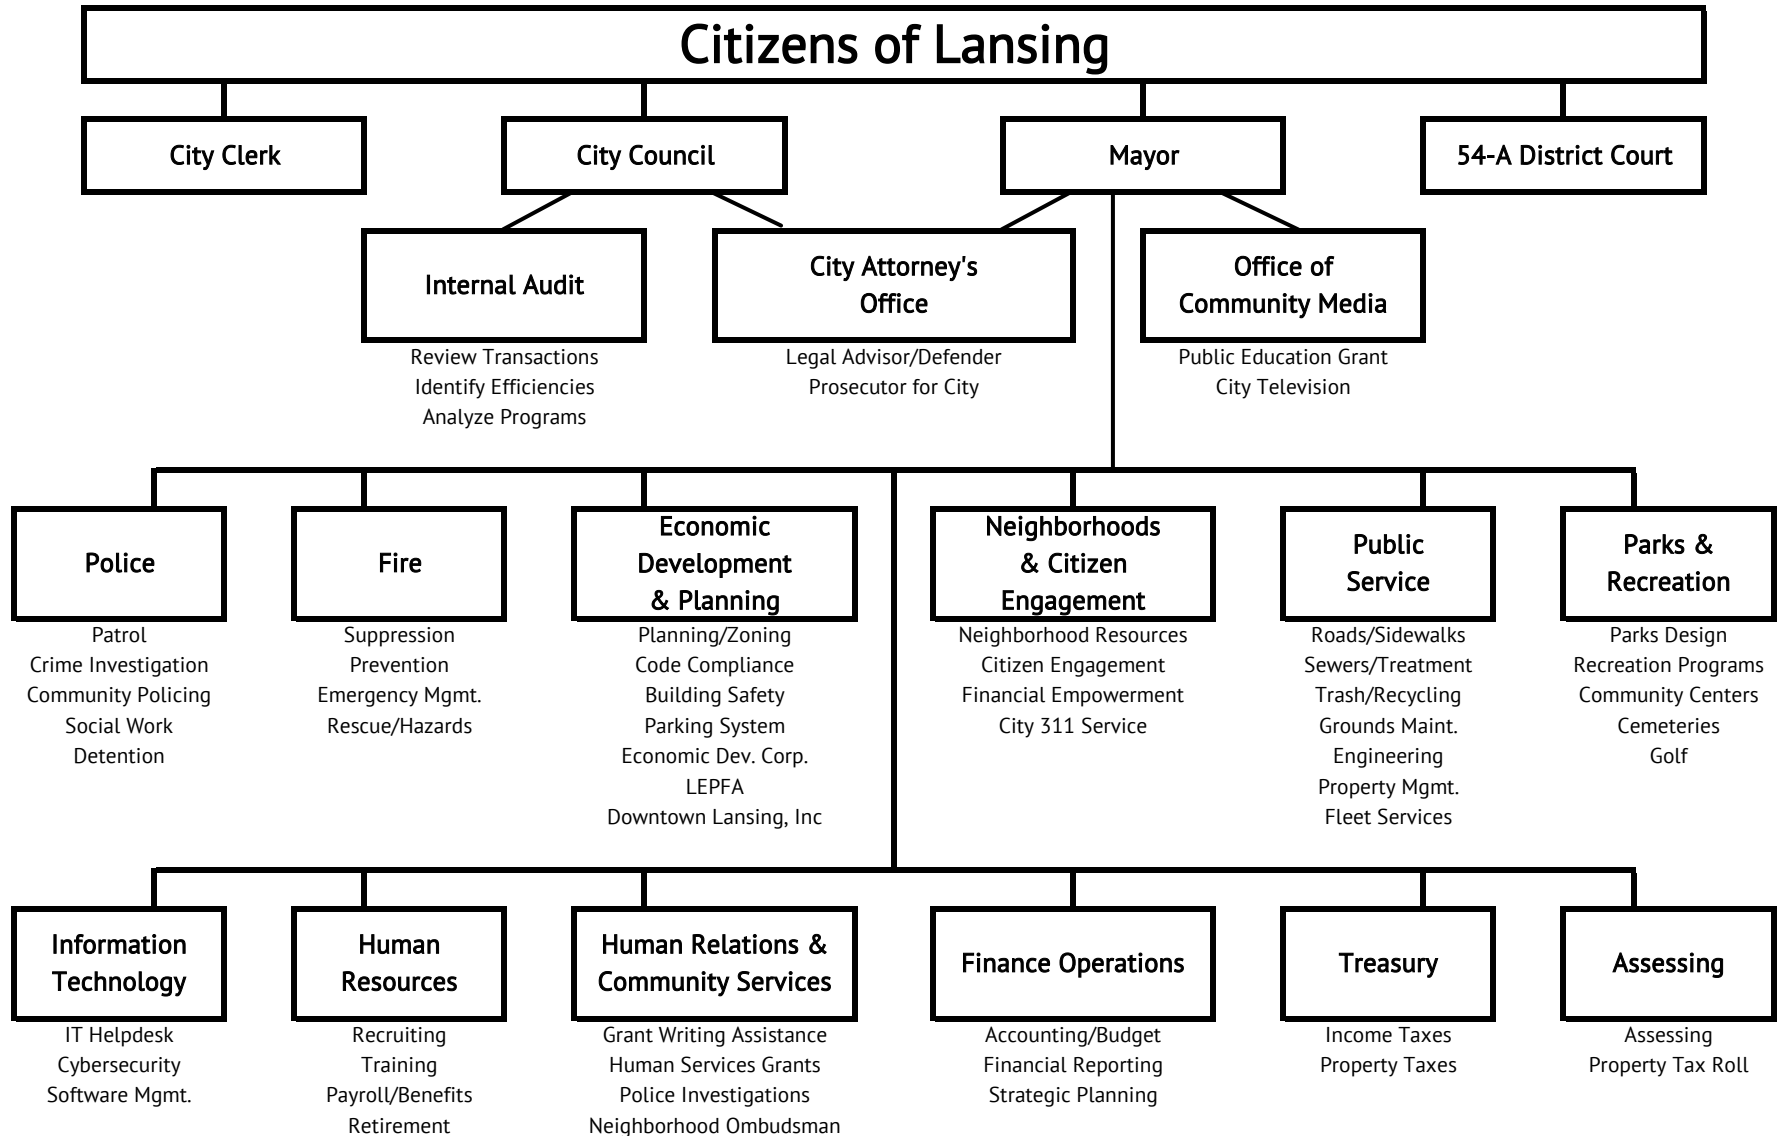 Citizens of Lansing
City Clerk
City Council
Mayor
54-A District Court
Internal Audit
Review Transactions
Identify Efficiencies
Analyze Programs
City Attorney's
Office
Legal Advisor/Defender
Prosecutor for City
Office of
Community Media
Public Education Grant
City Television
Police
Patrol
Crime Investigation
Community Policing
Social Work
Detention
Fire
Suppression
Prevention
Emergency Mgmt.
Rescue/Hazards
Economic
Development
& Planning
Planning/Zoning
Code Compliance
Building Safety
Parking System
Economic Dev. Corp.
LEPFA
Downtown Lansing, Inc
Neighborhoods
& Citizen
Engagement
Neighborhood Resources
Citizen Engagement
Financial Empowerment
City 311 Service
Public
Service
Roads/Sidewalks
Sewers/Treatment
Trash/Recycling
Grounds Maint.
Engineering
Property Mgmt.
Fleet Services
Parks &
Recreation
Parks Design
Recreation Programs
Community Centers
Cemeteries
Golf
Information
Technology
IT Helpdesk
Cybersecurity
Software Mgmt.
Human
Resources
Recruiting
Training
Payroll/Benefits
Retirement
Human Relations &
Community Services
Grant Writing Assistance
Human Services Grants
Police Investigations
Neighborhood Ombudsman
Finance Operations
Accounting/Budget
Financial Reporting
Strategic Planning
Treasury
Income Taxes
Property Taxes
Assessing
Assessing
Property Tax Roll